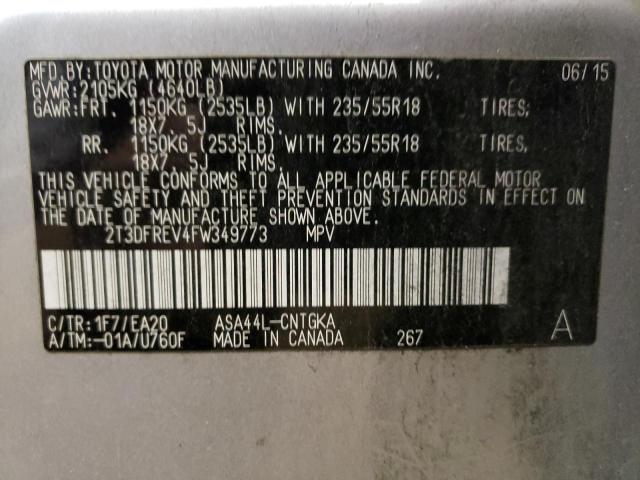 MFD.BY:TOYOTA MOTOR MANUFACTURING CANADA INC. 06/15
GVWR:2105KG (4640LB)
GAWR:FRT. 1150KG (2535LB) WITH 235/55R18 TIRES;
18X7. 5J RIMS.
RR. 1150KG (2535LB) WITH 235/55R18 TIRES,
18X7. 5J RIMS.
THIS VEHICLE CONFORMS TO ALL APPLICABLE FEDERAL MOTOR
VEHICLE SAFETY AND THEFT PREVENTION STANDARDS IN EFFECT ON
THE DATE OF MANUFACTURE SHOWN ABOVE.
2T3DFREV4FW349773 MPV
C/TR:1F7/EA20 ASA44L-CNTGKA A
A/TM:-01A/U760F MADE IN CANADA 267